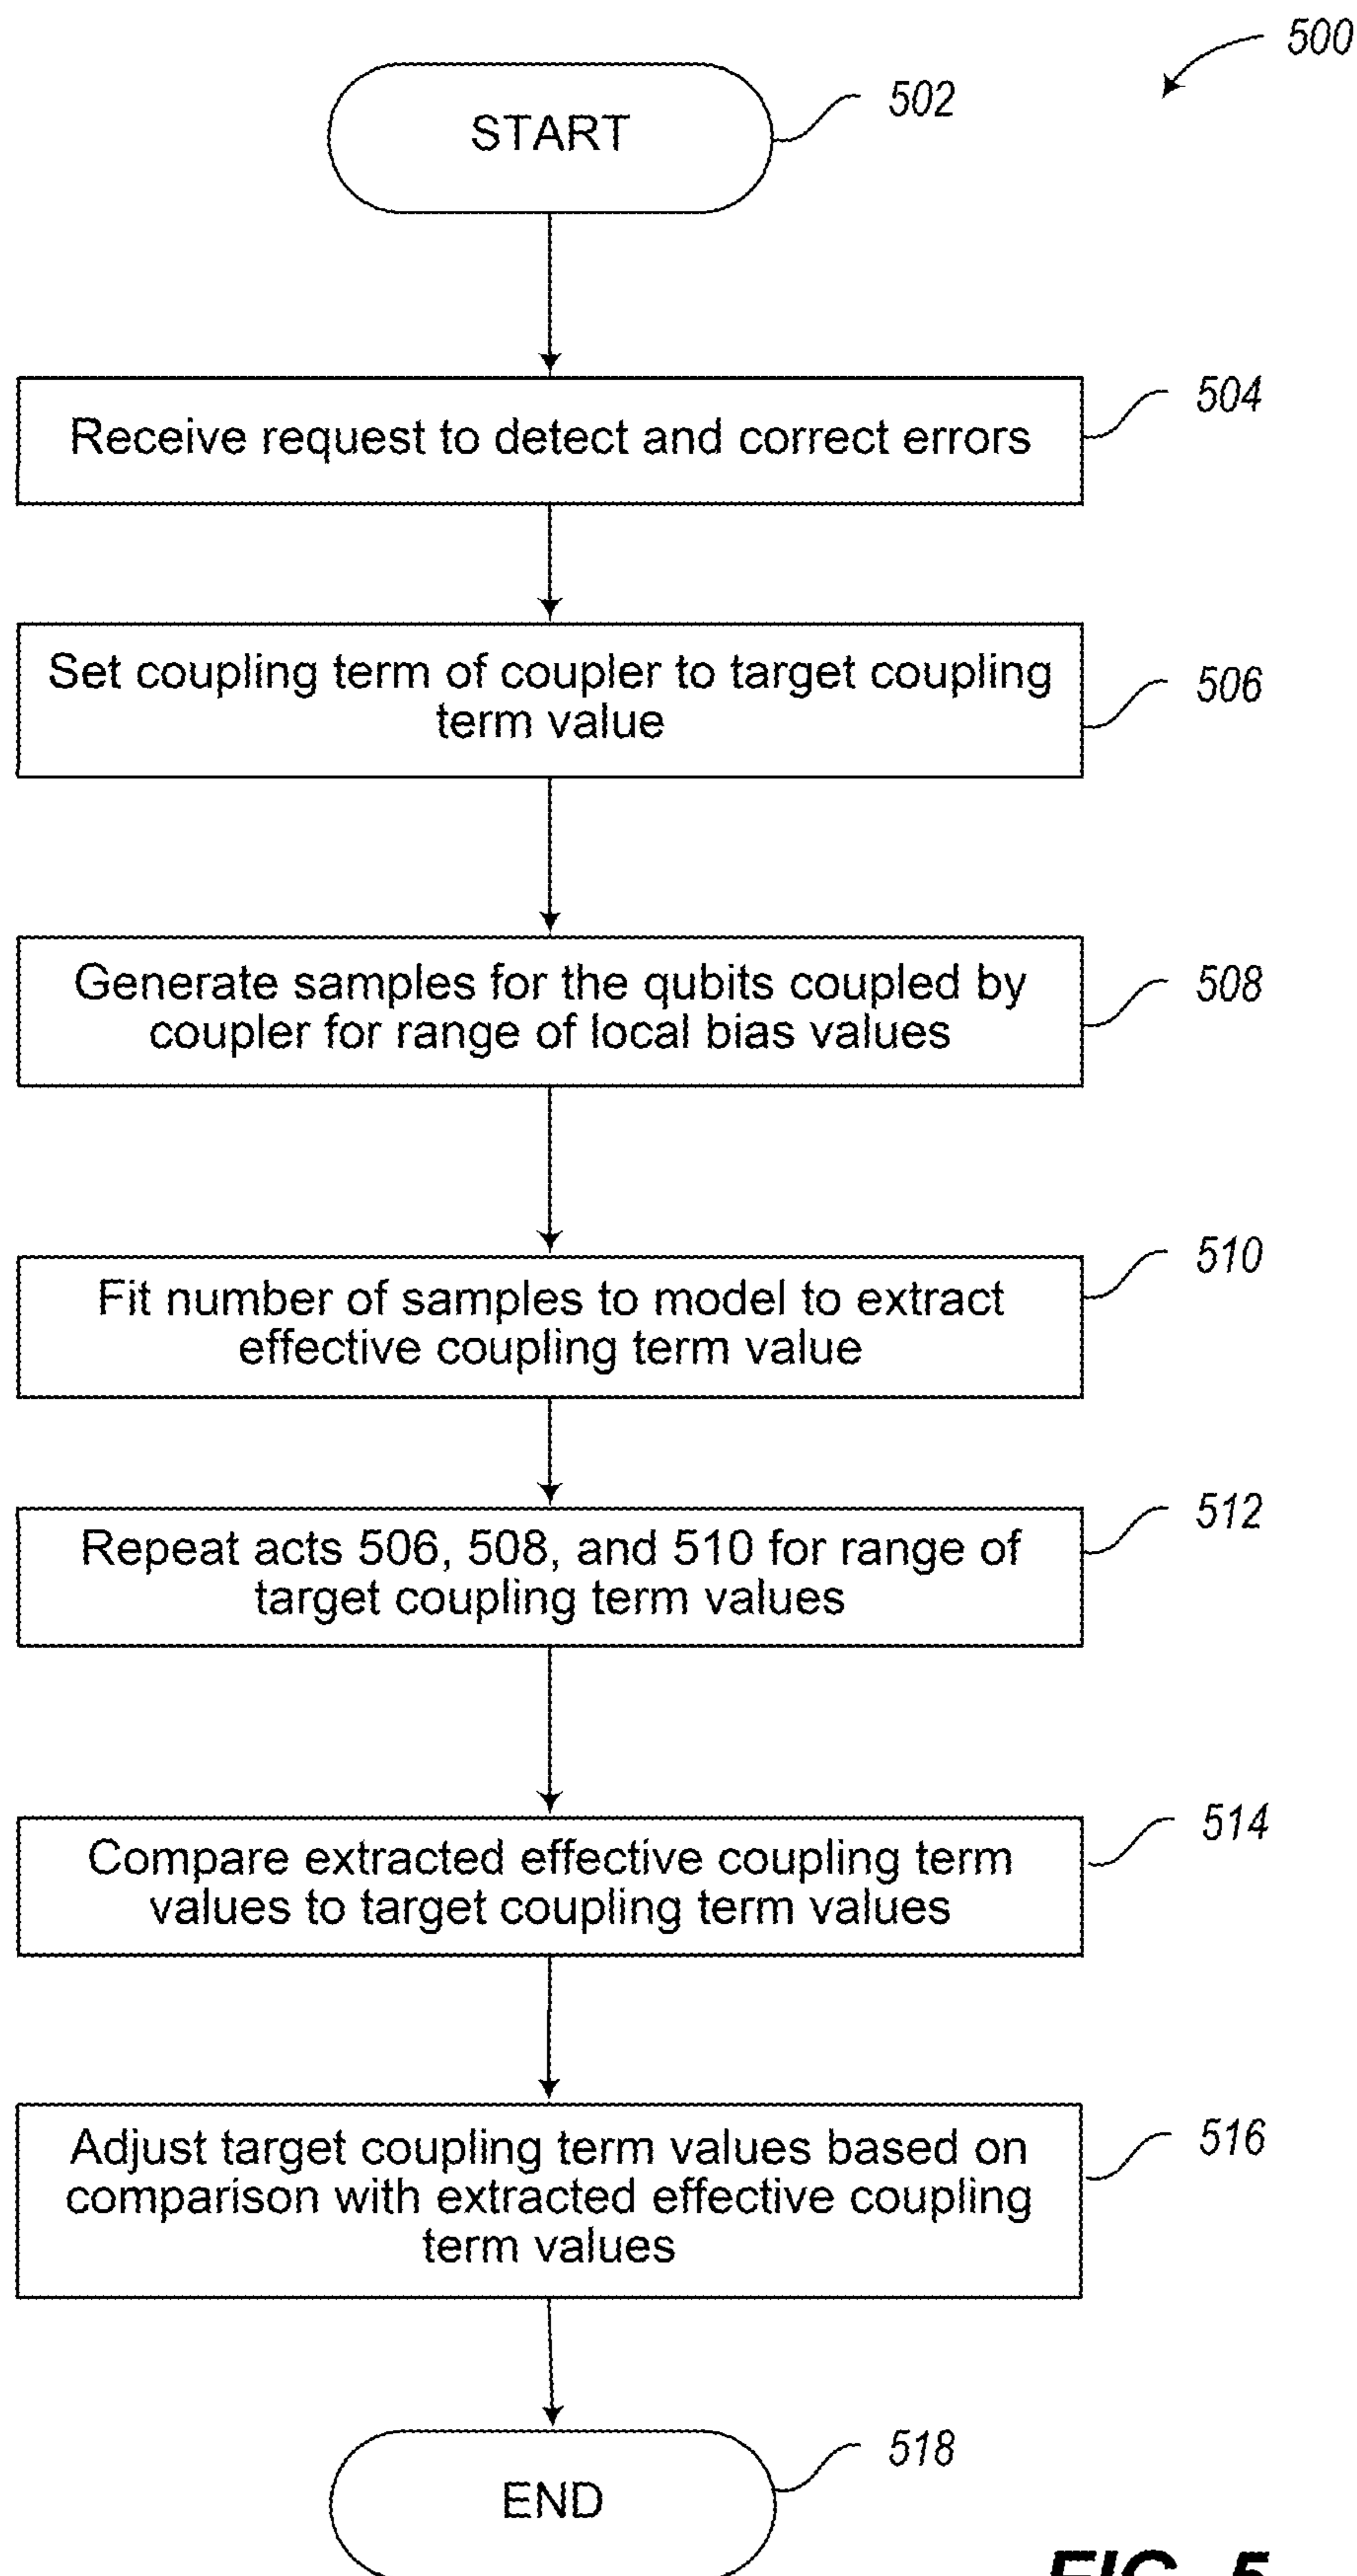 500
START
502
Receive request to detect and correct errors
504
Set coupling term of coupler to target coupling
term value
506
Generate samples for the qubits coupled by
coupler for range of local bias values
508
Fit number of samples to model to extract
effective coupling term value
510
Repeat acts 506, 508, and 510 for range of
target coupling term values
512
Compare extracted effective coupling term
values to target coupling term values
514
Adjust target coupling term values based on
comparison with extracted effective coupling
term values
516
END
518
FIG. 5